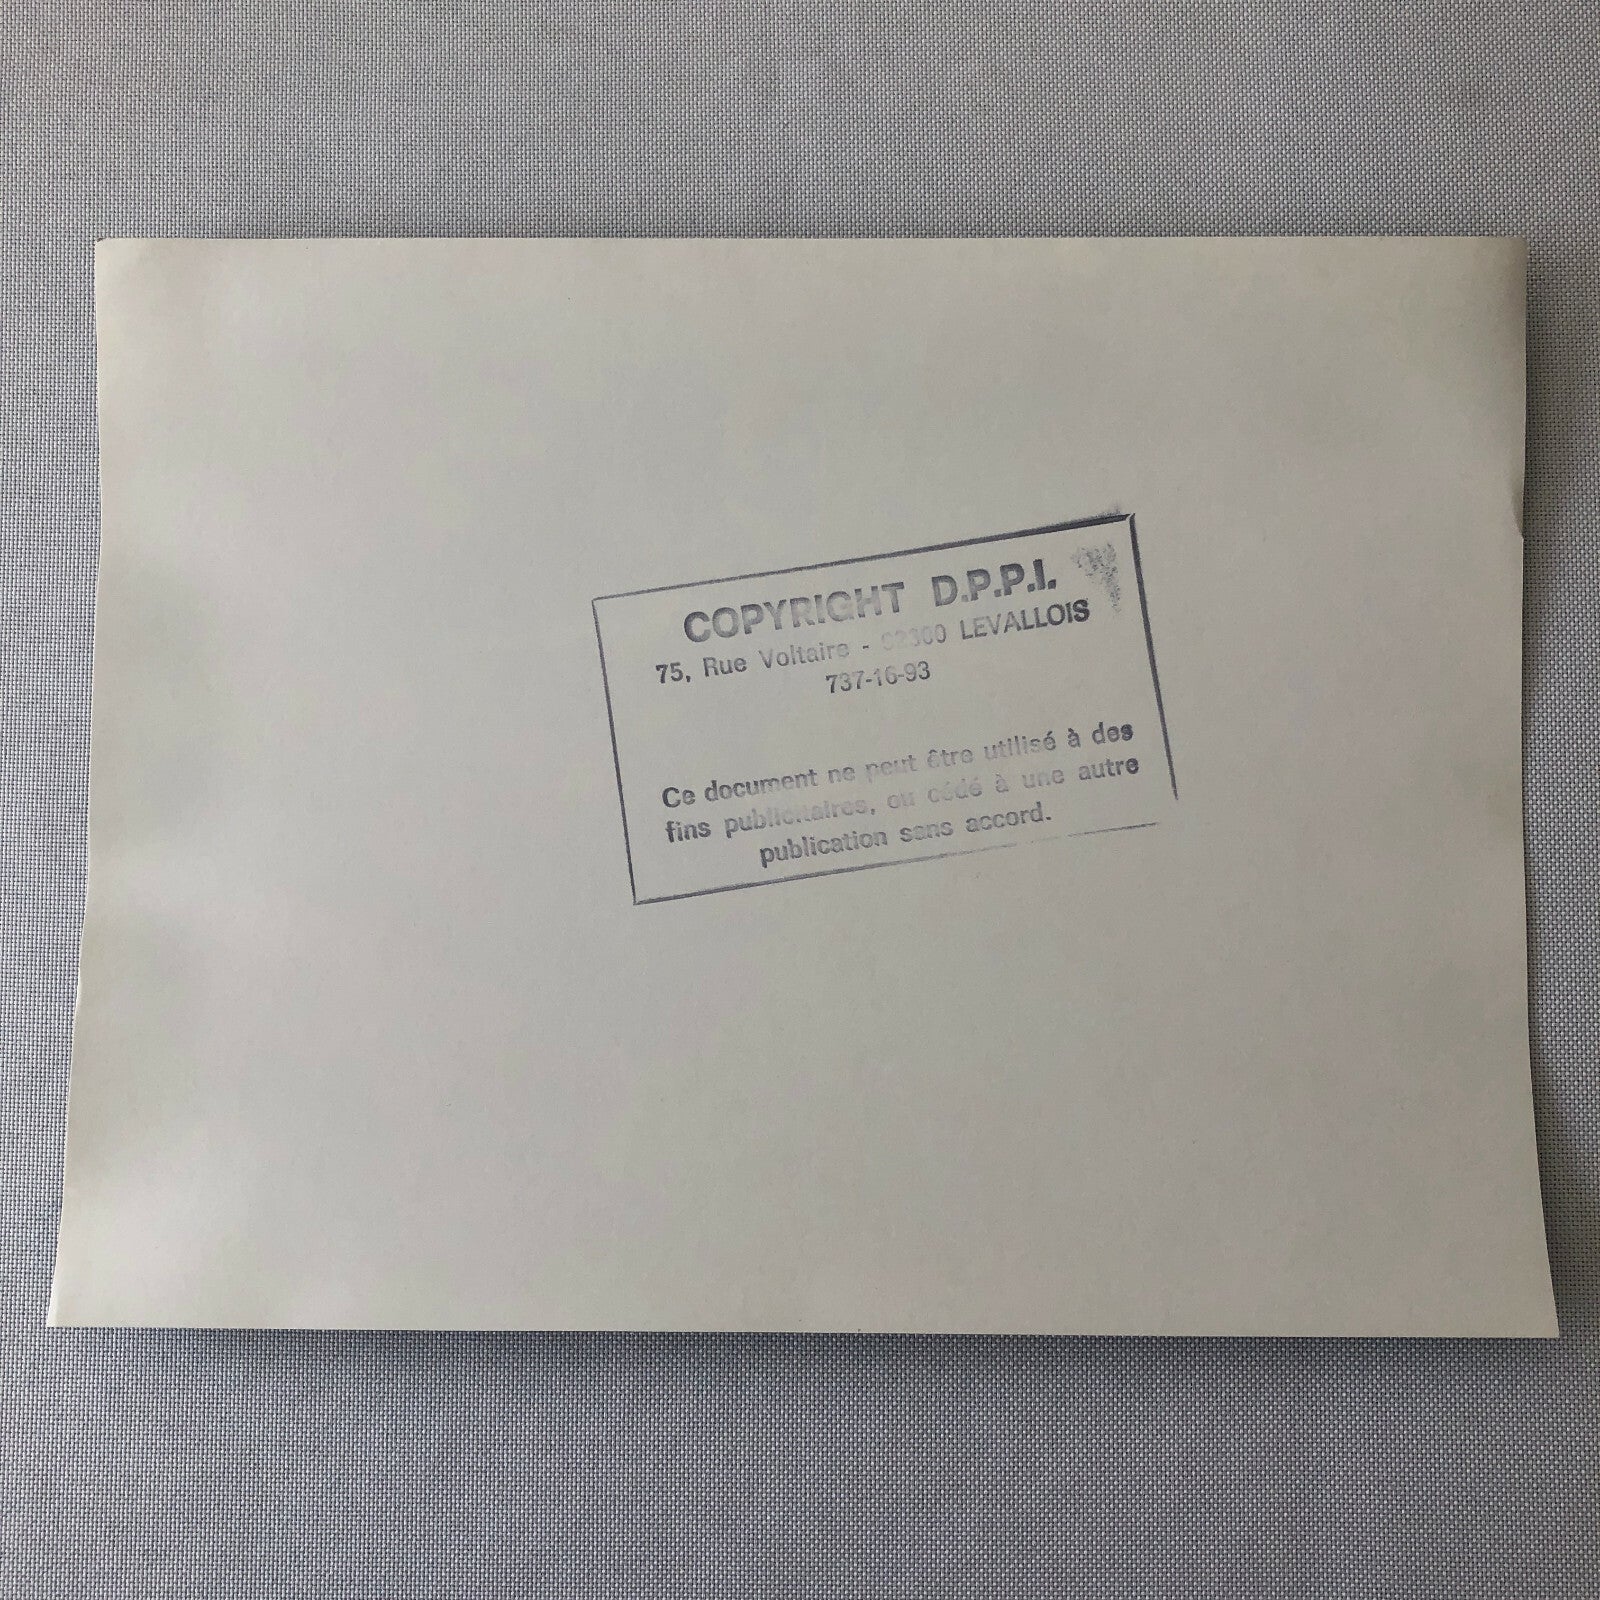 COPYRIGHT D.P.P.I.
75, Rue Voltaire - 92300 LEVALLOIS
737-16-93
Ce document ne peut être utilisé à des
fins publicitaires, ou cédé à une autre
publication sans accord.